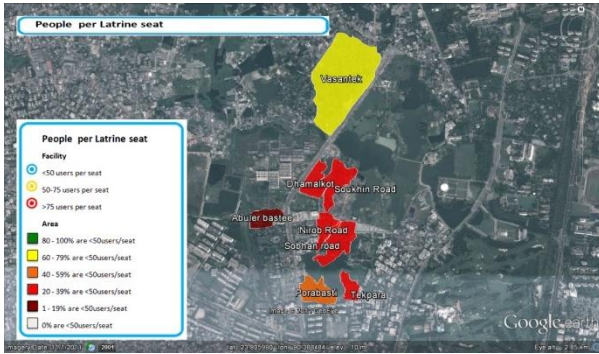 People per Latrine seat
Vasantek
Dhamalkot
Soukhin Road
Abuler bastee
Nirob Road
Sobhan road
Porabasti
Tekpara
People per Latrine seat
Facility
<50 users per seat
50-75 users per seat
>75 users per seat
Area
80 - 100% are <50users/seat
60 - 79% are <50users/seat
40 - 59% are <50users/seat
20 - 39% are <50users/seat
1 - 19% are <50users/seat
0% are <50users/seat
Google earth